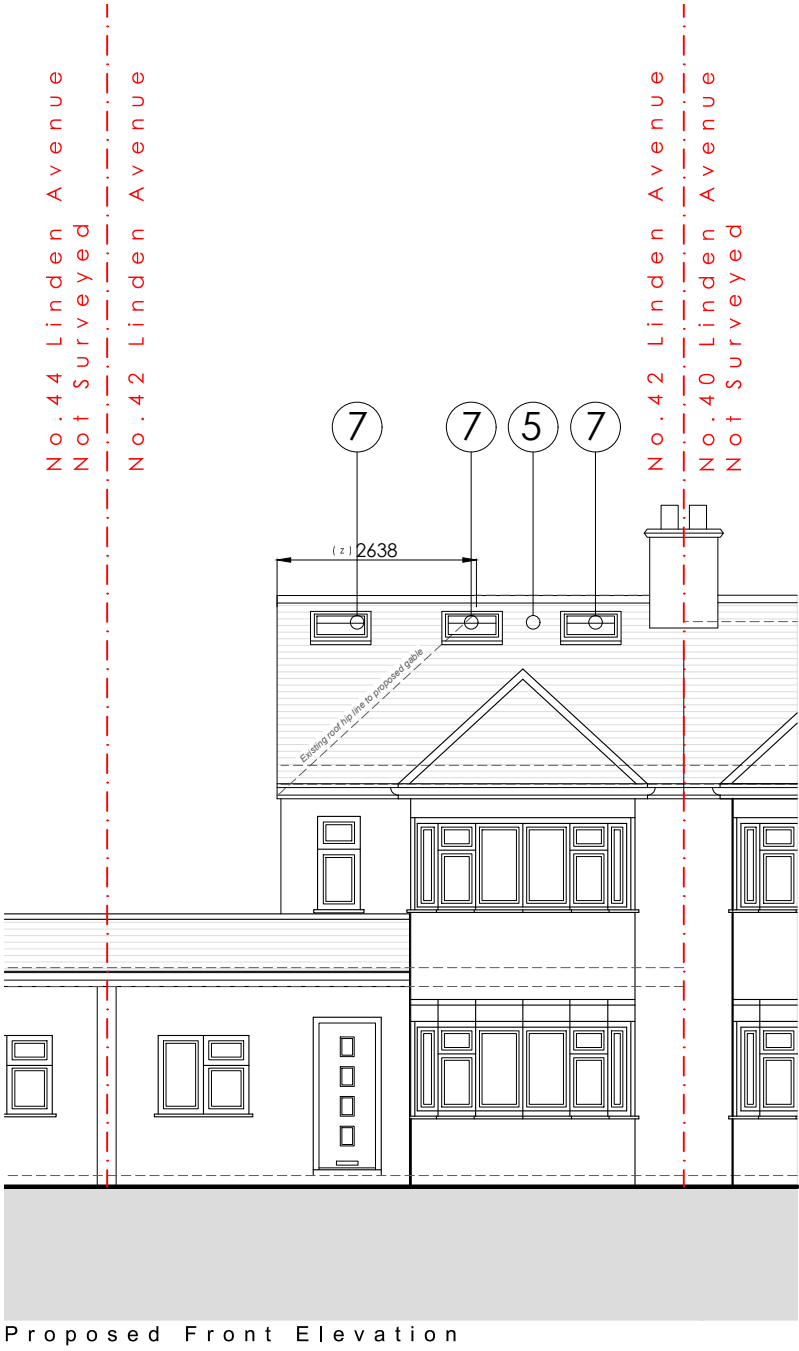 No.44 Linden Avenue
Not Surveyed
No.42 Linden Avenue
No.42 Linden Avenue
No.40 Linden Avenue
Not Surveyed
7
7
5
7
(z) 2638
Existing roof hip line to proposed gable
Proposed Front Elevation